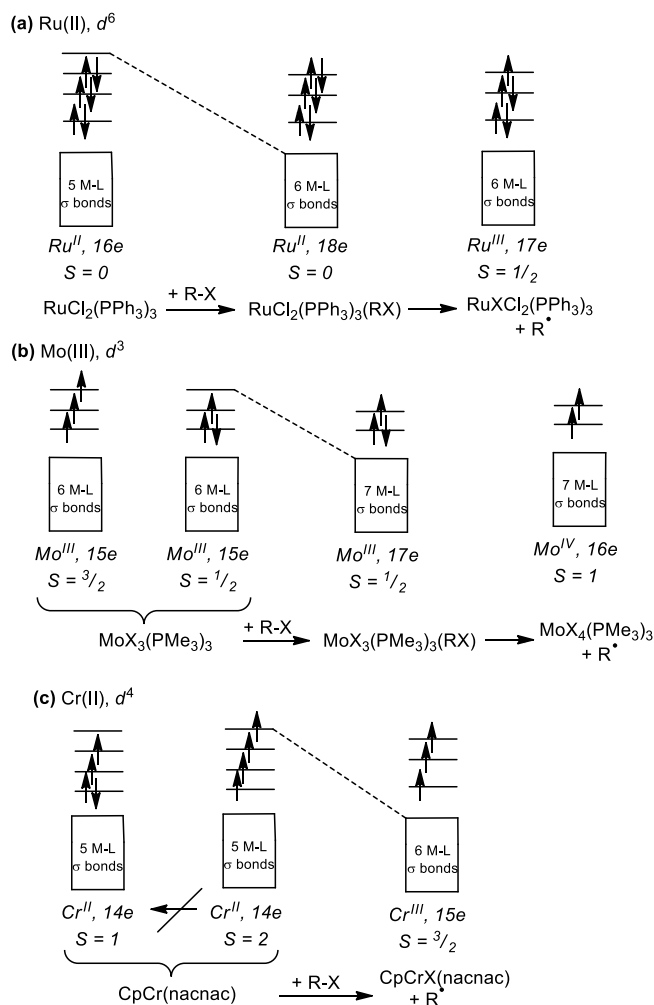 (a) Ru(II), d⁶
5 M-L
σ bonds
6 M-L
σ bonds
6 M-L
σ bonds
Ruᴵᴵ, 16e
S = 0
Ruᴵᴵ, 18e
S = 0
Ruᴵᴵᴵ, 17e
S = 1/2
RuCl₂(PPh₃)₃
+ R-X
RuCl₂(PPh₃)₃(RX)
RuXCl₂(PPh₃)₃
+ R•
(b) Mo(III), d³
6 M-L
σ bonds
6 M-L
σ bonds
7 M-L
σ bonds
7 M-L
σ bonds
Moᴵᴵᴵ, 15e
S = 3/2
Moᴵᴵᴵ, 15e
S = 1/2
Moᴵᴵᴵ, 17e
S = 1/2
Moᴵⱽ, 16e
S = 1
MoX₃(PMe₃)₃
+ R-X
MoX₃(PMe₃)₃(RX)
MoX₄(PMe₃)₃
+ R•
(c) Cr(II), d⁴
5 M-L
σ bonds
5 M-L
σ bonds
6 M-L
σ bonds
Crᴵᴵ, 14e
S = 1
Crᴵᴵ, 14e
S = 2
Crᴵᴵᴵ, 15e
S = 3/2
CpCr(nacnac)
+ R-X
CpCrX(nacnac)
+ R•